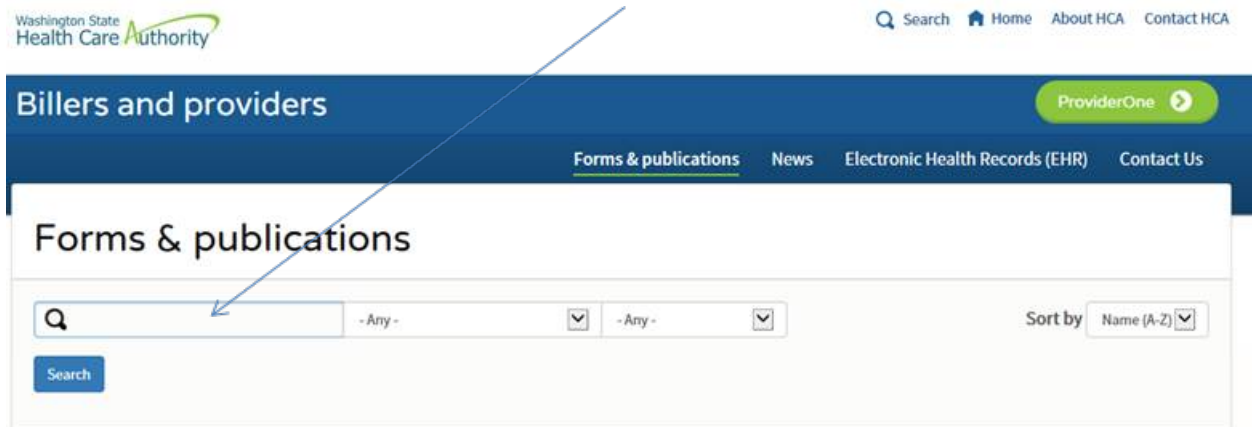 Washington State
Health Care Authority
Search Home About HCA Contact HCA
Billers and providers
ProviderOne
Forms & publications News Electronic Health Records (EHR) Contact Us
Forms & publications
- Any - - Any - Sort by Name (A-Z)
Search